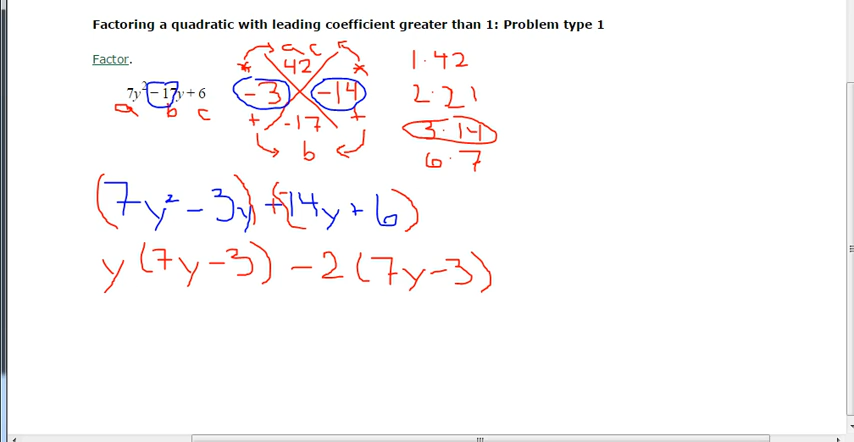 Factoring a quadratic with leading coefficient greater than 1: Problem type 1
Factor.
7y² − 17y + 6
a b c
a c
* 42 *
-3 -14
+ -17 +
b
1·42
2·21
3·14
6·7
(7y² − 3y) + (-14y + 6)
y(7y − 3) − 2(7y − 3)